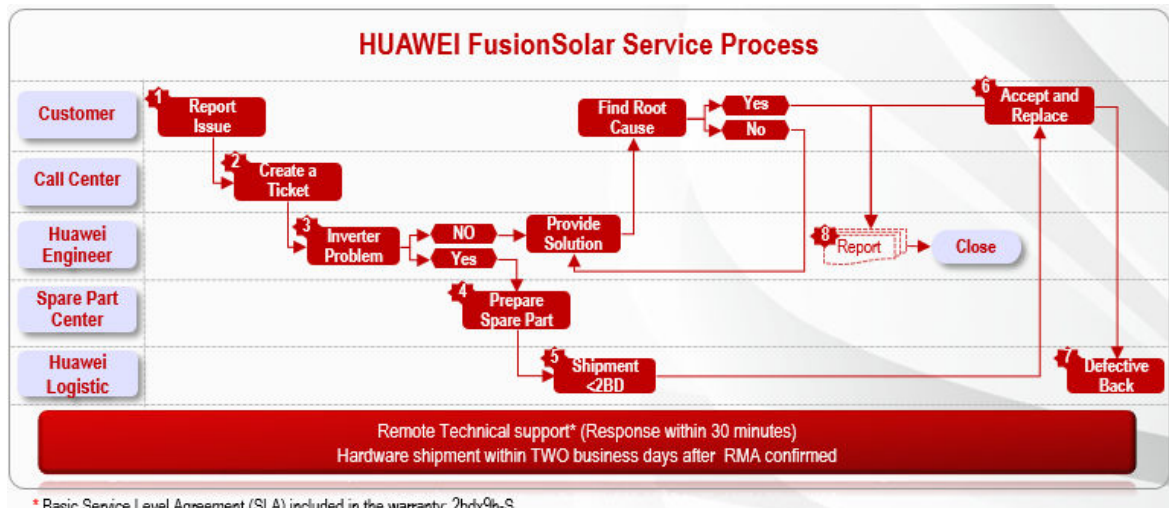 HUAWEI FusionSolar Service Process
Customer
1
Report
Issue
Find Root
Cause
Yes
No
6
Accept and
Replace
Call Center
2
Create a
Ticket
Huawei
Engineer
3
Inverter
Problem
NO
Yes
Provide
Solution
8
Report
Close
Spare Part
Center
4
Prepare
Spare Part
Huawei
Logistic
5
Shipment
<2BD
7
Defective
Back
Remote Technical support* (Response within 30 minutes)
Hardware shipment within TWO business days after RMA confirmed
* Basic Service Level Agreement (SLA) included in the warranty: 2bdx9h-S